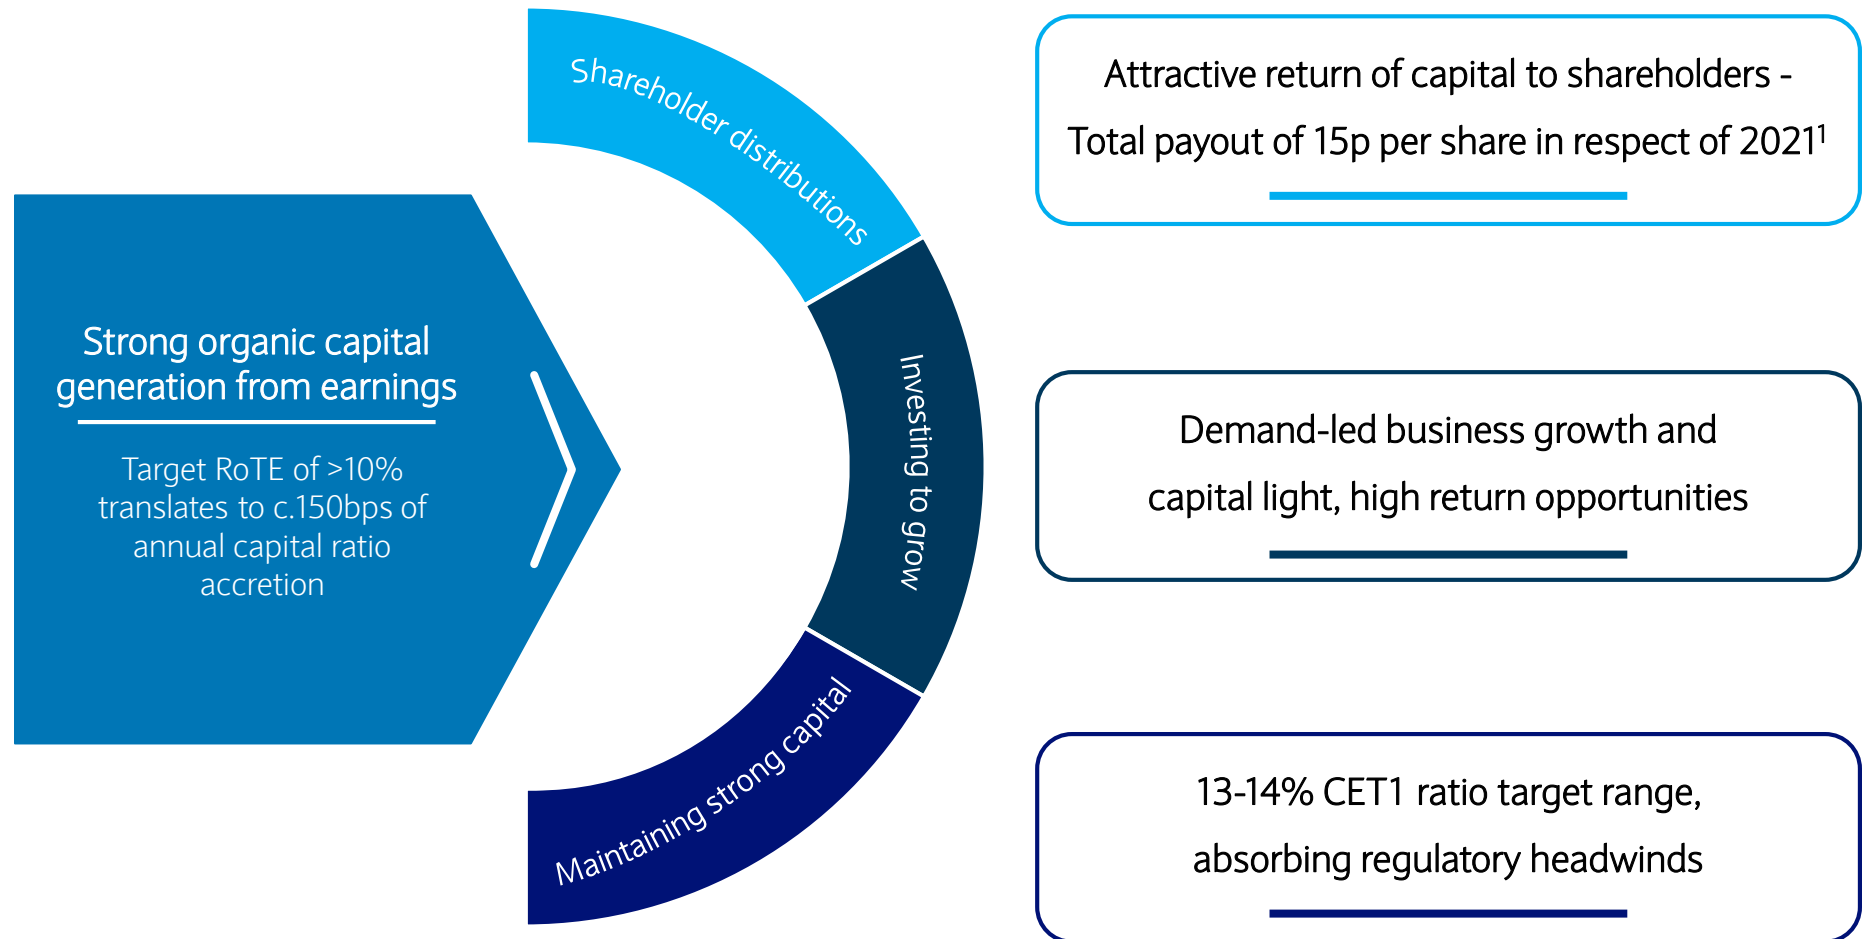 Strong organic capital
generation from earnings
Target RoTE of >10%
translates to c.150bps of
annual capital ratio
accretion
Shareholder distributions
Investing to grow
Maintaining strong capital
Attractive return of capital to shareholders -
Total payout of 15p per share in respect of 2021¹
Demand-led business growth and
capital light, high return opportunities
13-14% CET1 ratio target range,
absorbing regulatory headwinds